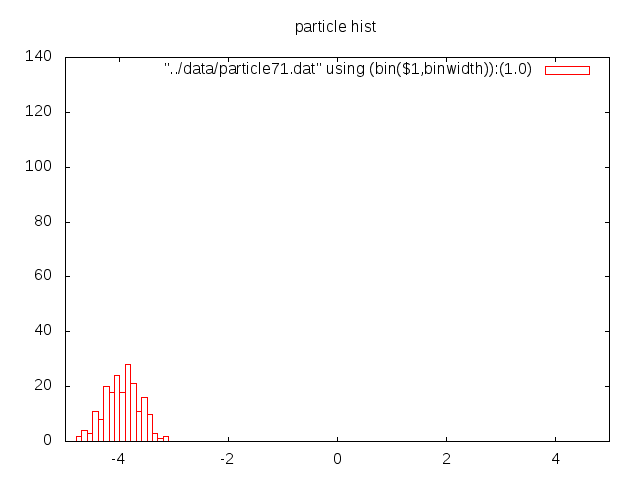 particle hist
"../data/particle71.dat" using (bin($1,binwidth)):(1.0)
140
120
100
80
60
40
20
0
-4 -2 0 2 4